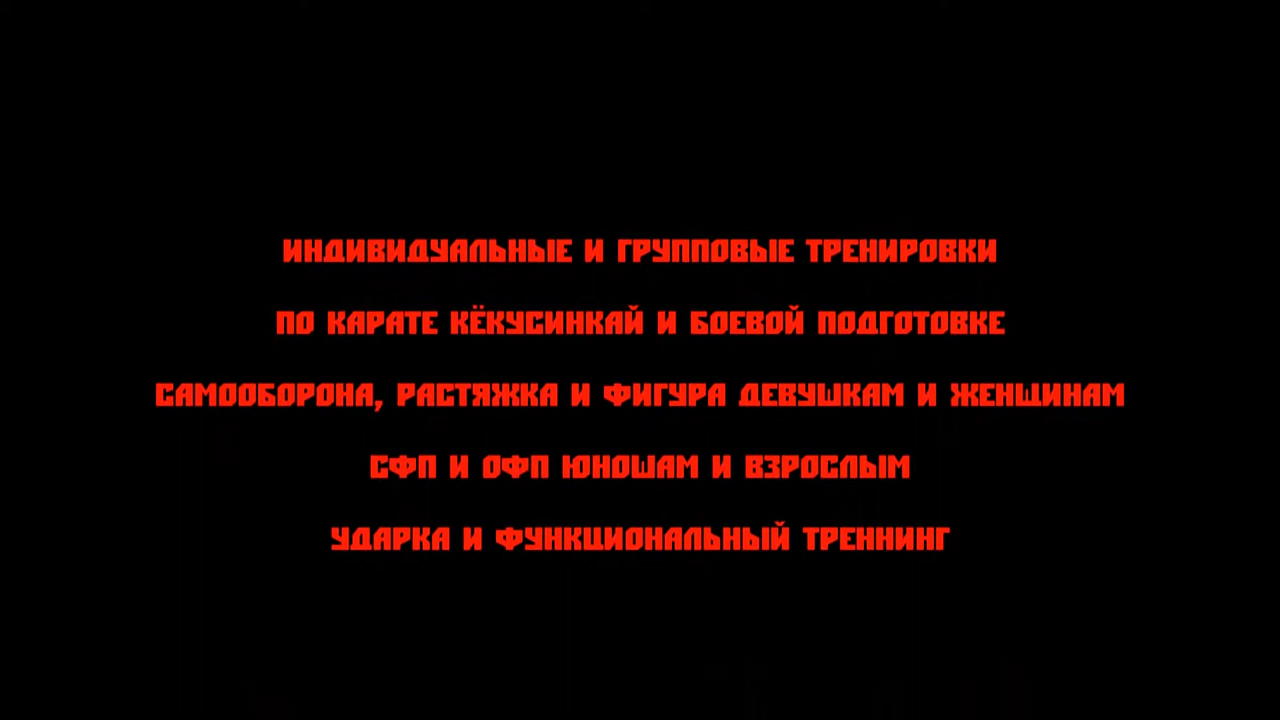 ИНДИВИДУАЛЬНЫЕ И ГРУППОВЫЕ ТРЕНИРОВКИ
ПО КАРАТЕ КЁКУСИНКАЙ И БОЕВОЙ ПОДГОТОВКЕ
САМООБОРОНА, РАСТЯЖКА И ФИГУРА ДЕВУШКАМ И ЖЕНЩИНАМ
СФП И ОФП ЮНОШАМ И ВЗРОСЛЫМ
УДАРКА И ФУНКЦИОНАЛЬНЫЙ ТРЕННИНГ